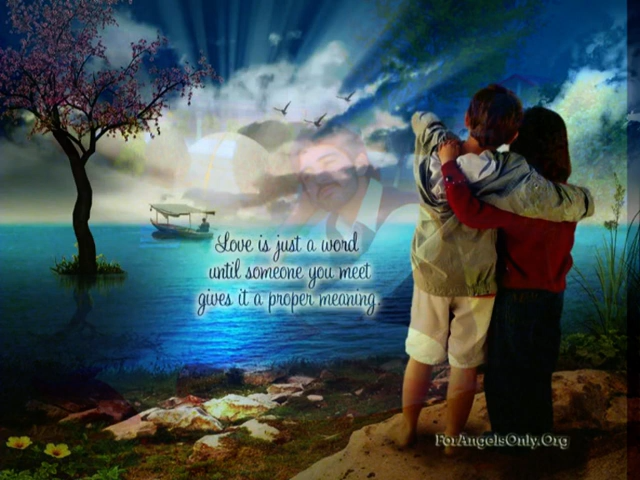 Love is just a word
until someone you meet
gives it a proper meaning.
ForAngelsOnly.Org